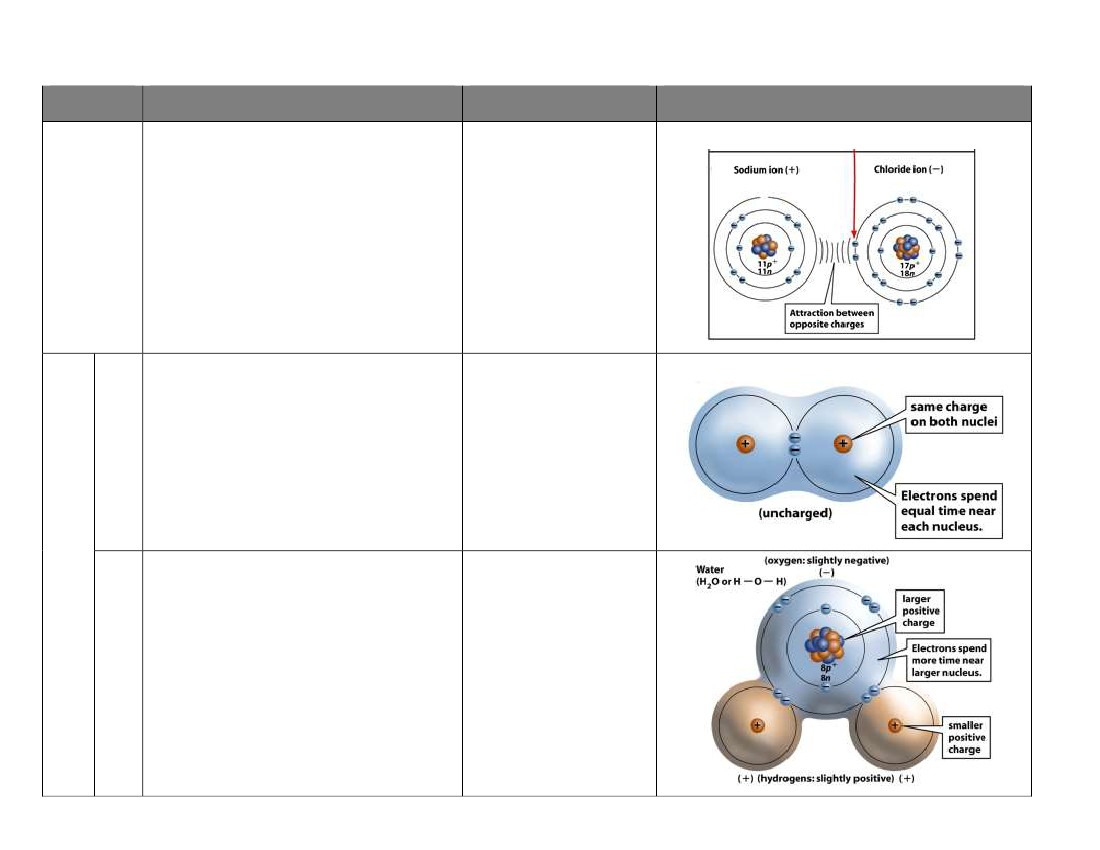 Sodium ion (+)
Chloride ion (−)
11p+
11n
17p+
18n
Attraction between
opposite charges
same charge
on both nuclei
Electrons spend
equal time near
each nucleus.
(uncharged)
Water
(H₂O or H — O — H)
(oxygen: slightly negative)
(−)
larger
positive
charge
Electrons spend
more time near
larger nucleus.
8p+
8n
smaller
positive
charge
(+) (hydrogens: slightly positive) (+)